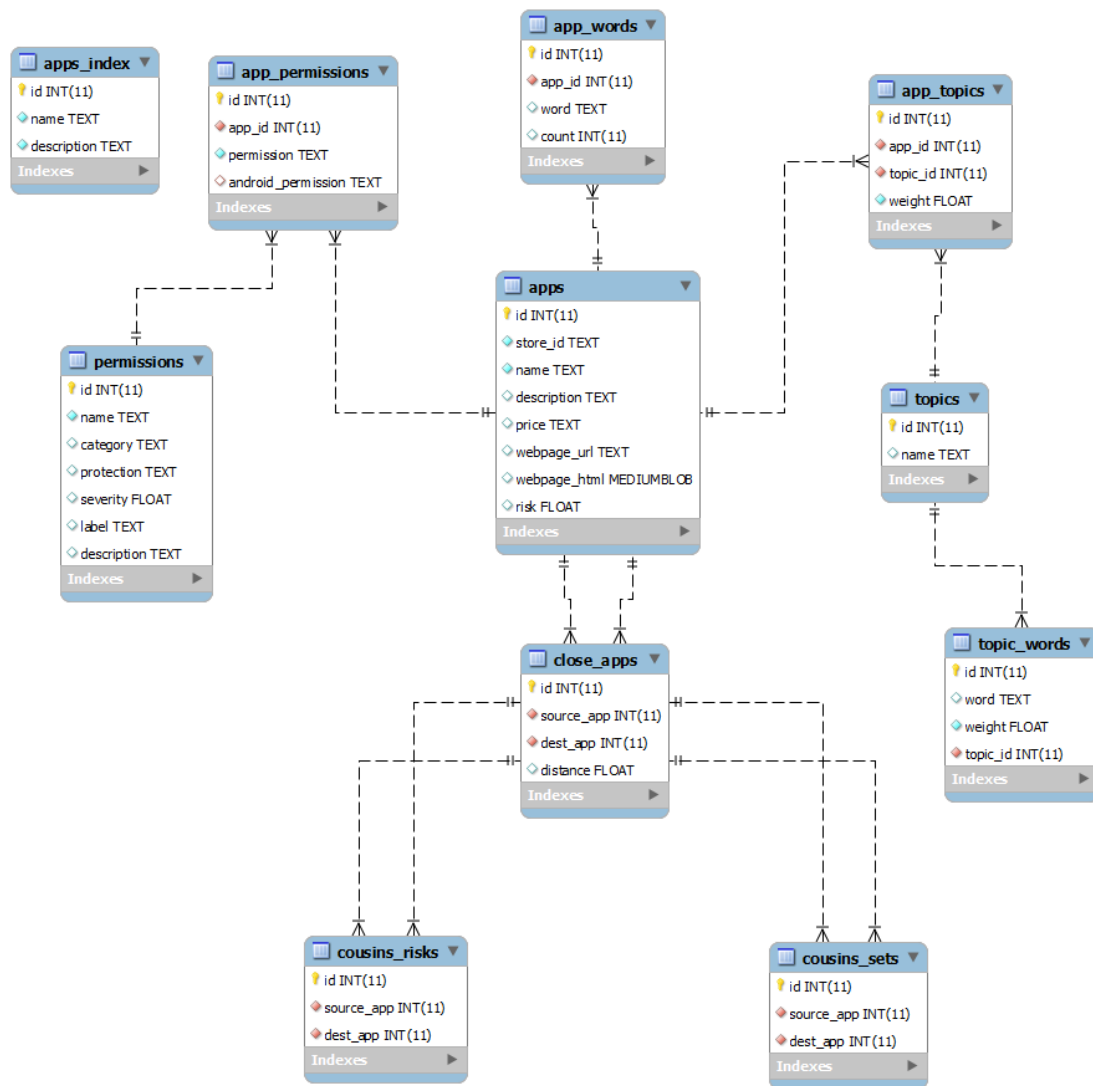 apps_index
id INT(11)
name TEXT
description TEXT
Indexes
app_permissions
id INT(11)
app_id INT(11)
permission TEXT
android_permission TEXT
Indexes
app_words
id INT(11)
app_id INT(11)
word TEXT
count INT(11)
Indexes
app_topics
id INT(11)
app_id INT(11)
topic_id INT(11)
weight FLOAT
Indexes
permissions
id INT(11)
name TEXT
category TEXT
protection TEXT
severity FLOAT
label TEXT
description TEXT
Indexes
apps
id INT(11)
store_id TEXT
name TEXT
description TEXT
price TEXT
webpage_url TEXT
webpage_html MEDIUMBLOB
risk FLOAT
Indexes
topics
id INT(11)
name TEXT
Indexes
close_apps
id INT(11)
source_app INT(11)
dest_app INT(11)
distance FLOAT
Indexes
topic_words
id INT(11)
word TEXT
weight FLOAT
topic_id INT(11)
Indexes
cousins_risks
id INT(11)
source_app INT(11)
dest_app INT(11)
Indexes
cousins_sets
id INT(11)
source_app INT(11)
dest_app INT(11)
Indexes